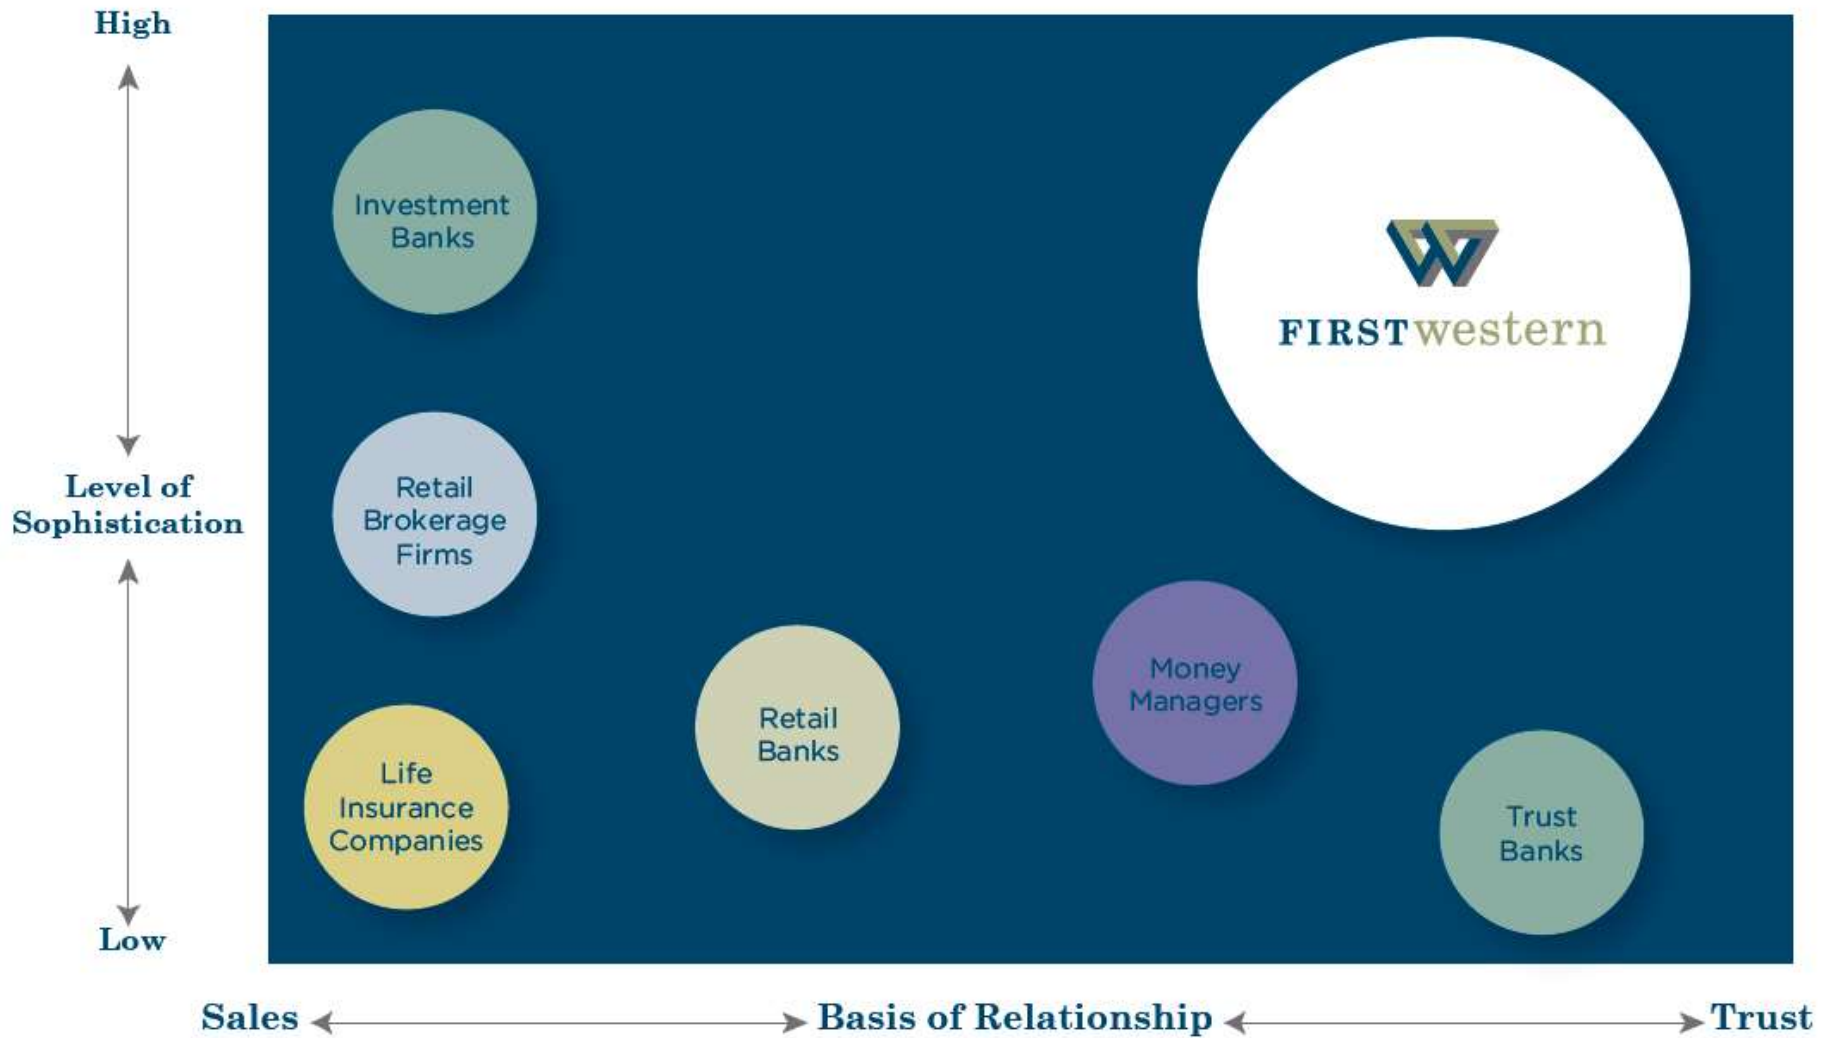 High
Investment
Banks
FIRSTwestern
Level of
Sophistication
Retail
Brokerage
Firms
Money
Managers
Retail
Banks
Life
Insurance
Companies
Trust
Banks
Low
Sales
Basis of Relationship
Trust